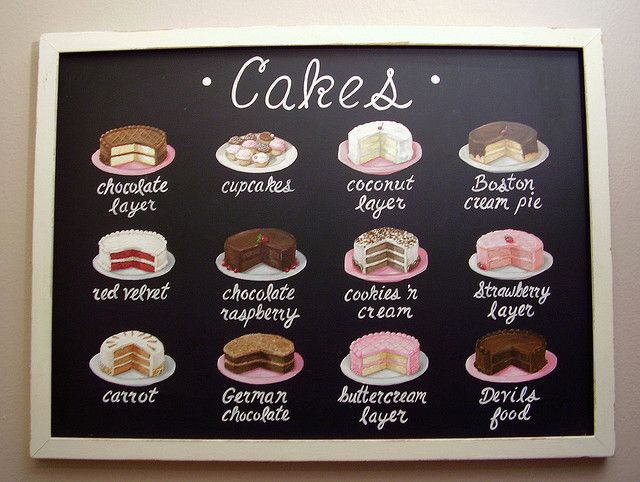 • Cakes •
chocolate
layer
cupcakes
coconut
layer
Boston
cream pie
red velvet
chocolate
raspberry
cookies 'n
cream
Strawberry
layer
carrot
German
chocolate
buttercream
layer
Devils
food